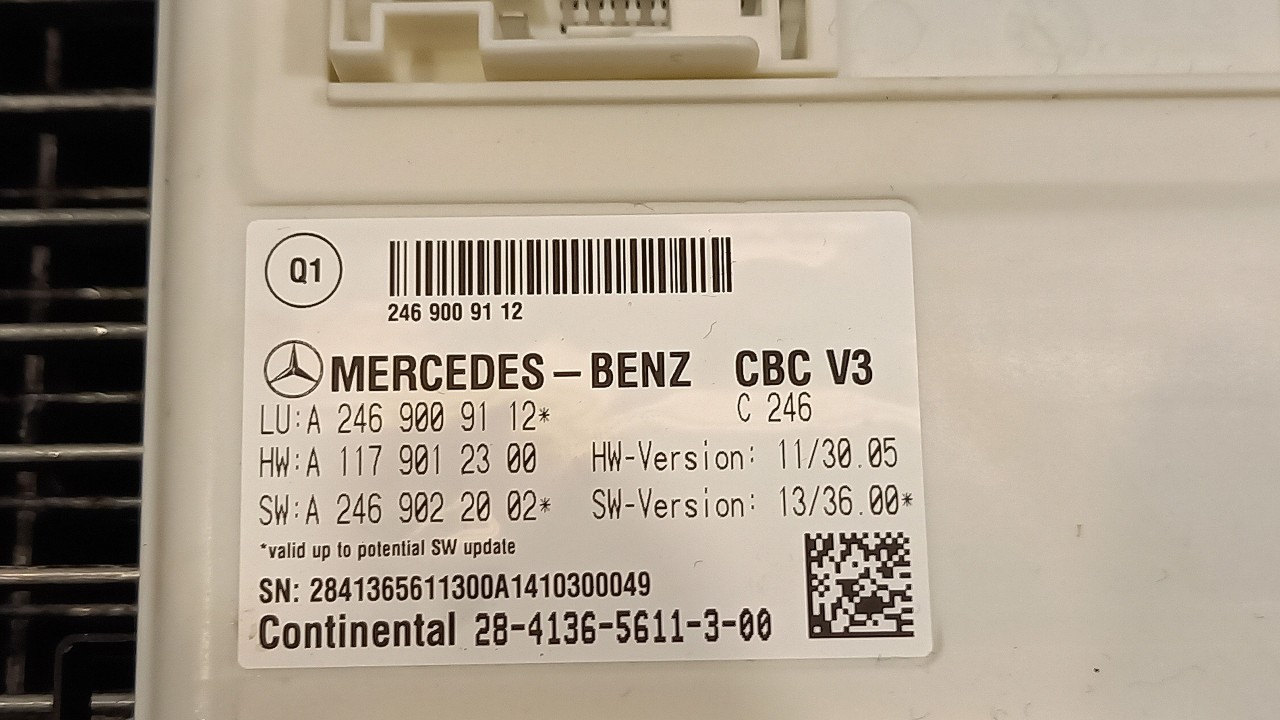 Q1
246 900 91 12
MERCEDES-BENZ CBC V3
LU:A 246 900 91 12* C 246
HW:A 117 901 23 00 HW-Version: 11/30.05
SW:A 246 902 20 02* SW-Version: 13/36.00*
*valid up to potential SW update
SN: 2841365611300A1410300049
Continental 28-4136-5611-3-00